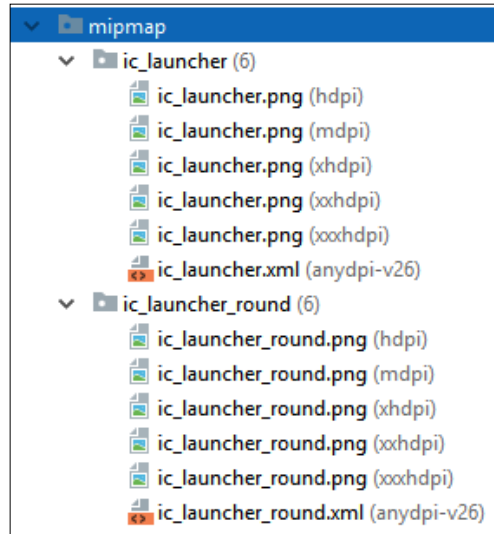 mipmap
ic_launcher (6)
ic_launcher.png (hdpi)
ic_launcher.png (mdpi)
ic_launcher.png (xhdpi)
ic_launcher.png (xxhdpi)
ic_launcher.png (xxxhdpi)
ic_launcher.xml (anydpi-v26)
ic_launcher_round (6)
ic_launcher_round.png (hdpi)
ic_launcher_round.png (mdpi)
ic_launcher_round.png (xhdpi)
ic_launcher_round.png (xxhdpi)
ic_launcher_round.png (xxxhdpi)
ic_launcher_round.xml (anydpi-v26)